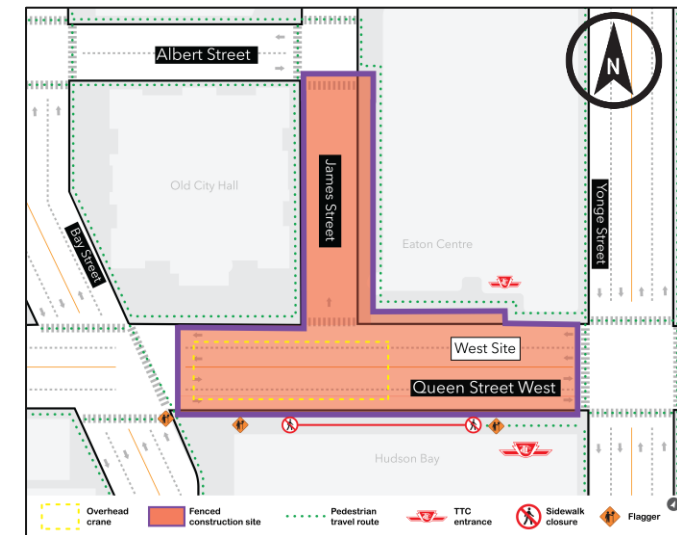 Albert Street
N
Old City Hall
James Street
Eaton Centre
Yonge Street
Bay Street
West Site
Queen Street West
Hudson Bay
Overhead
crane
Fenced
construction site
Pedestrian
travel route
TTC
entrance
Sidewalk
closure
Flagger